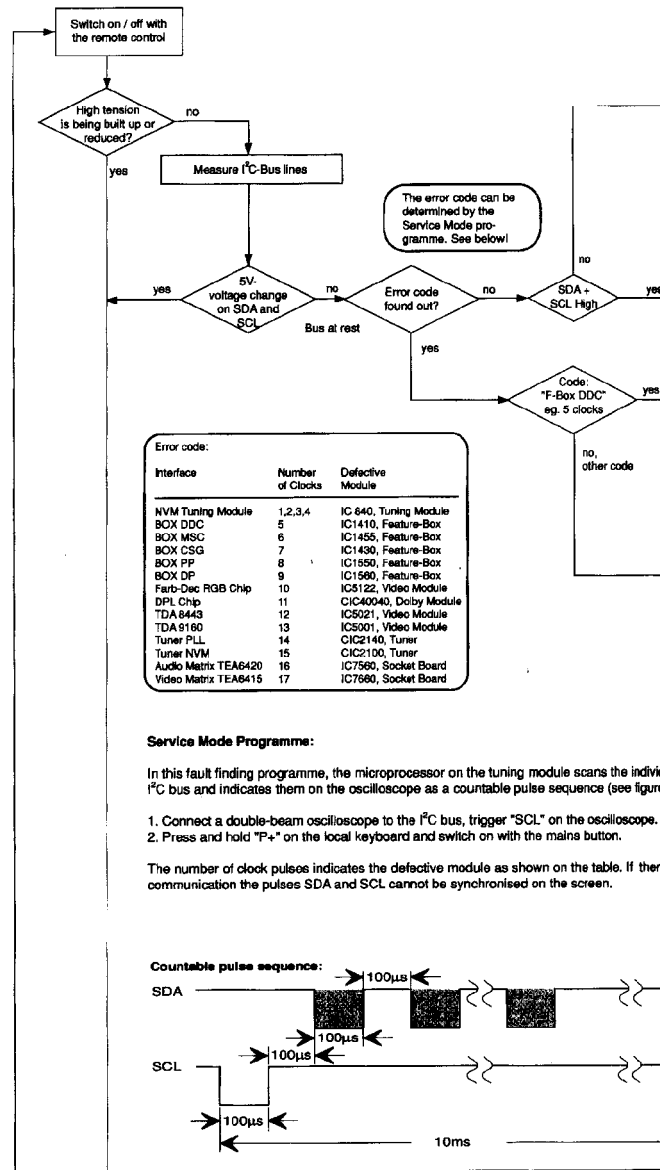 Switch on / off with
the remote control
High tension
is being built up or
reduced?
no
yes
Measure I²C-Bus lines
The error code can be
determined by the
Service Mode pro-
gramme. See below!
5V-
voltage change
on SDA and
SCL
yes
no
Bus at rest
Error code
found out?
no
yes
no
SDA +
SCL High
yes
Code:
"F-Box DDC"
eg. 5 clocks
yes
no,
other code
Error code:
Interface Number of Clocks Defective Module
NVM Tuning Module 1,2,3,4 IC 840, Tuning Module
BOX DDC 5 IC1410, Feature-Box
BOX MSC 6 IC1455, Feature-Box
BOX CSG 7 IC1430, Feature-Box
BOX PP 8 IC1550, Feature-Box
BOX DP 9 IC1560, Feature-Box
Farb-Dec RGB Chip 10 IC5122, Video Module
DPL Chip 11 CIC40040, Dolby Module
TDA 8443 12 IC5021, Video Module
TDA 9160 13 IC5001, Video Module
Tuner PLL 14 CIC2140, Tuner
Tuner NVM 15 CIC2100, Tuner
Audio Matrix TEA6420 16 IC7560, Socket Board
Video Matrix TEA6415 17 IC7660, Socket Board
Service Mode Programme:
In this fault finding programme, the microprocessor on the tuning module scans the individ
I²C bus and indicates them on the oscilloscope as a countable pulse sequence (see figure
1. Connect a double-beam oscilloscope to the I²C bus, trigger "SCL" on the oscilloscope.
2. Press and hold "P+" on the local keyboard and switch on with the mains button.
The number of clock pulses indicates the defective module as shown on the table. If ther
communication the pulses SDA and SCL cannot be synchronised on the screen.
Countable pulse sequence:
100µs
SDA
100µs
100µs
SCL
100µs
10ms